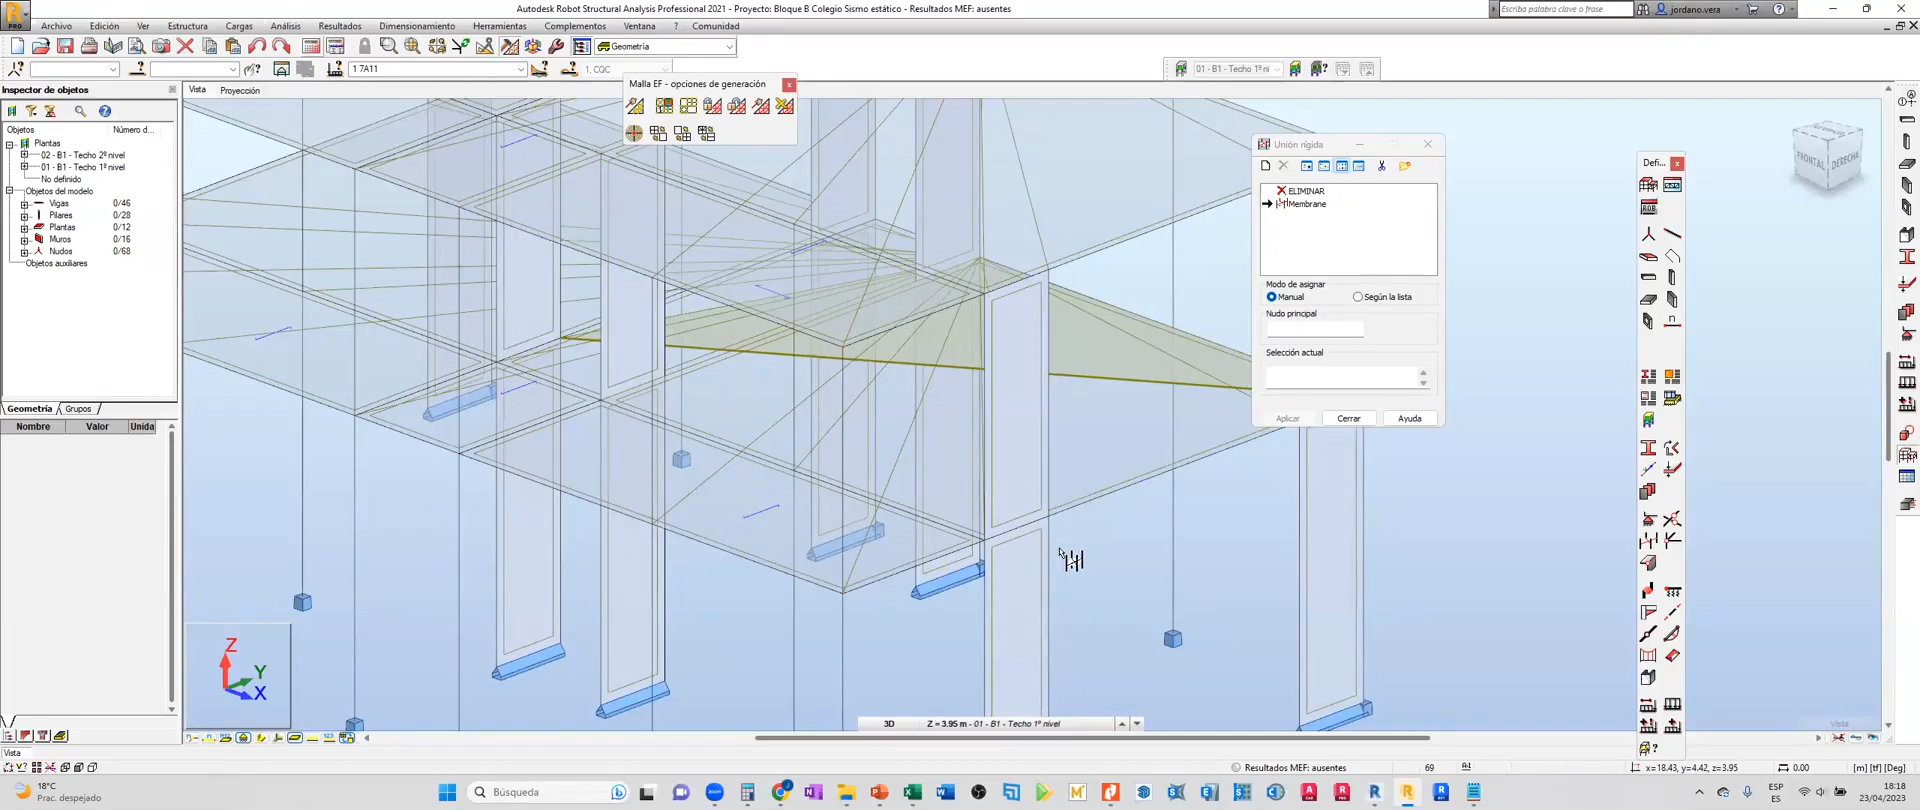 PRO
Autodesk Robot Structural Analysis Professional 2021 - Proyecto: Bloque B Colegio Sismo estático - Resultados MEF: ausentes
Escriba palabra clave o frase
jordano.vera
Archivo Edición Ver Estructura Cargas Análisis Resultados Dimensionamiento Herramientas Complementos Ventana ? Comunidad
Geometría
1 7A11
1, CQC
01 - B1 - Techo 1º ni
Inspector de objetos
Vista
Proyección
Malla EF - opciones de generación
Objetos
Número d...
Plantas
02 - B1 - Techo 2º nivel
01 - B1 - Techo 1º nivel
No definido
Objetos del modelo
Vigas 0/46
Pilares 0/28
Plantas 0/12
Muros 0/16
Nudos 0/68
Objetos auxiliares
Geometría
Grupos
Nombre Valor Unida
Unión rígida
ELIMINAR
Membrane
Modo de asignar
Manual
Según la lista
Nudo principal
Selección actual
Aplicar
Cerrar
Ayuda
FRONTAL
DERECHA
Defi...
Z
Y
X
3D
Z = 3.95 m - 01 - B1 - Techo 1º nivel
Vista
Vista
Resultados MEF: ausentes
69
x=18.43, y=4.42, z=3.95
0.00
[m] [tf] [Deg]
18°C
Prac. despejado
Búsqueda
ESP
ES
18:18
23/04/2023